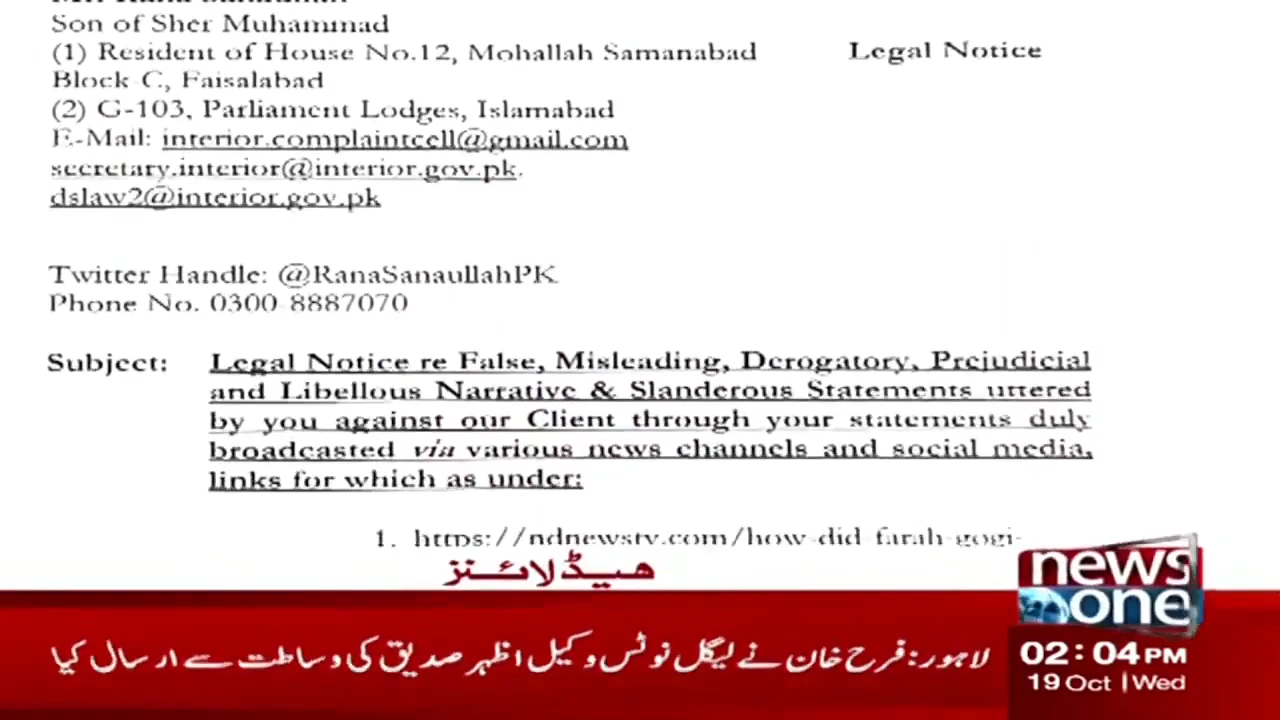 Son of Sher Muhammad
(1) Resident of House No.12, Mohallah Samanabad
Legal Notice
Block-C, Faisalabad
(2) G-103, Parliament Lodges, Islamabad
E-Mail: interior.complaintcell@gmail.com
secretary.interior@interior.gov.pk.
dslaw2@interior.gov.pk
Twitter Handle: @RanaSanaullahPK
Phone No. 0300-8887070
Subject: Legal Notice re False, Misleading, Derogatory, Prejudicial
and Libellous Narrative & Slanderous Statements uttered
by you against our Client through your statements duly
broadcasted via various news channels and social media,
links for which as under:
1. https://ndnewstv.com/how-did-farah-gogi-
ہیڈلائنز
news
one
لاہور: فرح خان نے لیگل نوٹس وکیل اظہر صدیق کی وساطت سے ارسال کیا
02:04PM
19 Oct | Wed